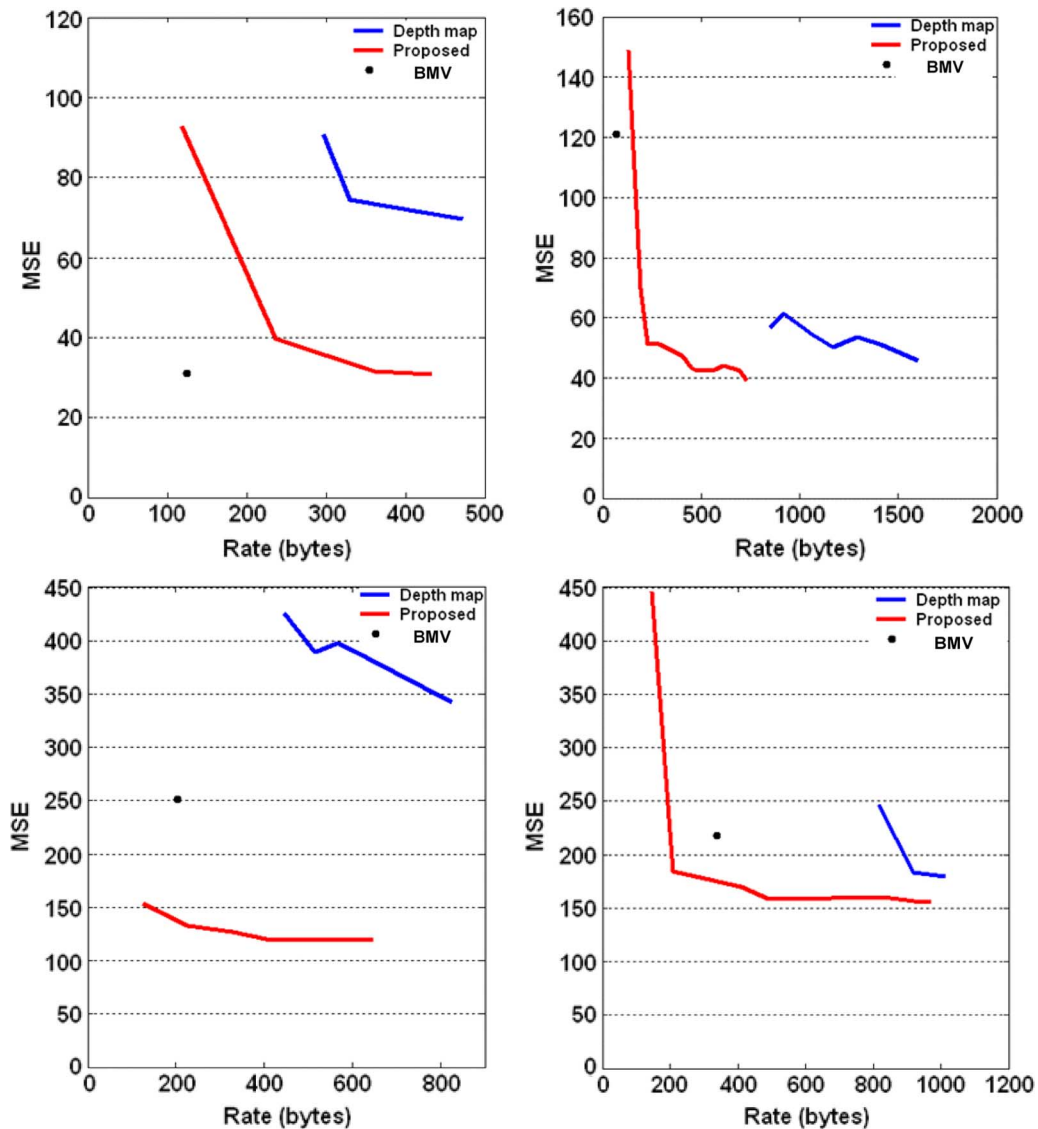 120
100
80
60
40
20
0
MSE
0 100 200 300 400 500
Rate (bytes)
Depth map
Proposed
BMV
160
140
120
100
80
60
40
20
0
MSE
0 500 1000 1500 2000
Rate (bytes)
Depth map
Proposed
BMV
450
400
350
300
250
200
150
100
50
0
MSE
0 200 400 600 800
Rate (bytes)
Depth map
Proposed
BMV
450
400
350
300
250
200
150
100
50
0
MSE
0 200 400 600 800 1000 1200
Rate (bytes)
Depth map
Proposed
BMV